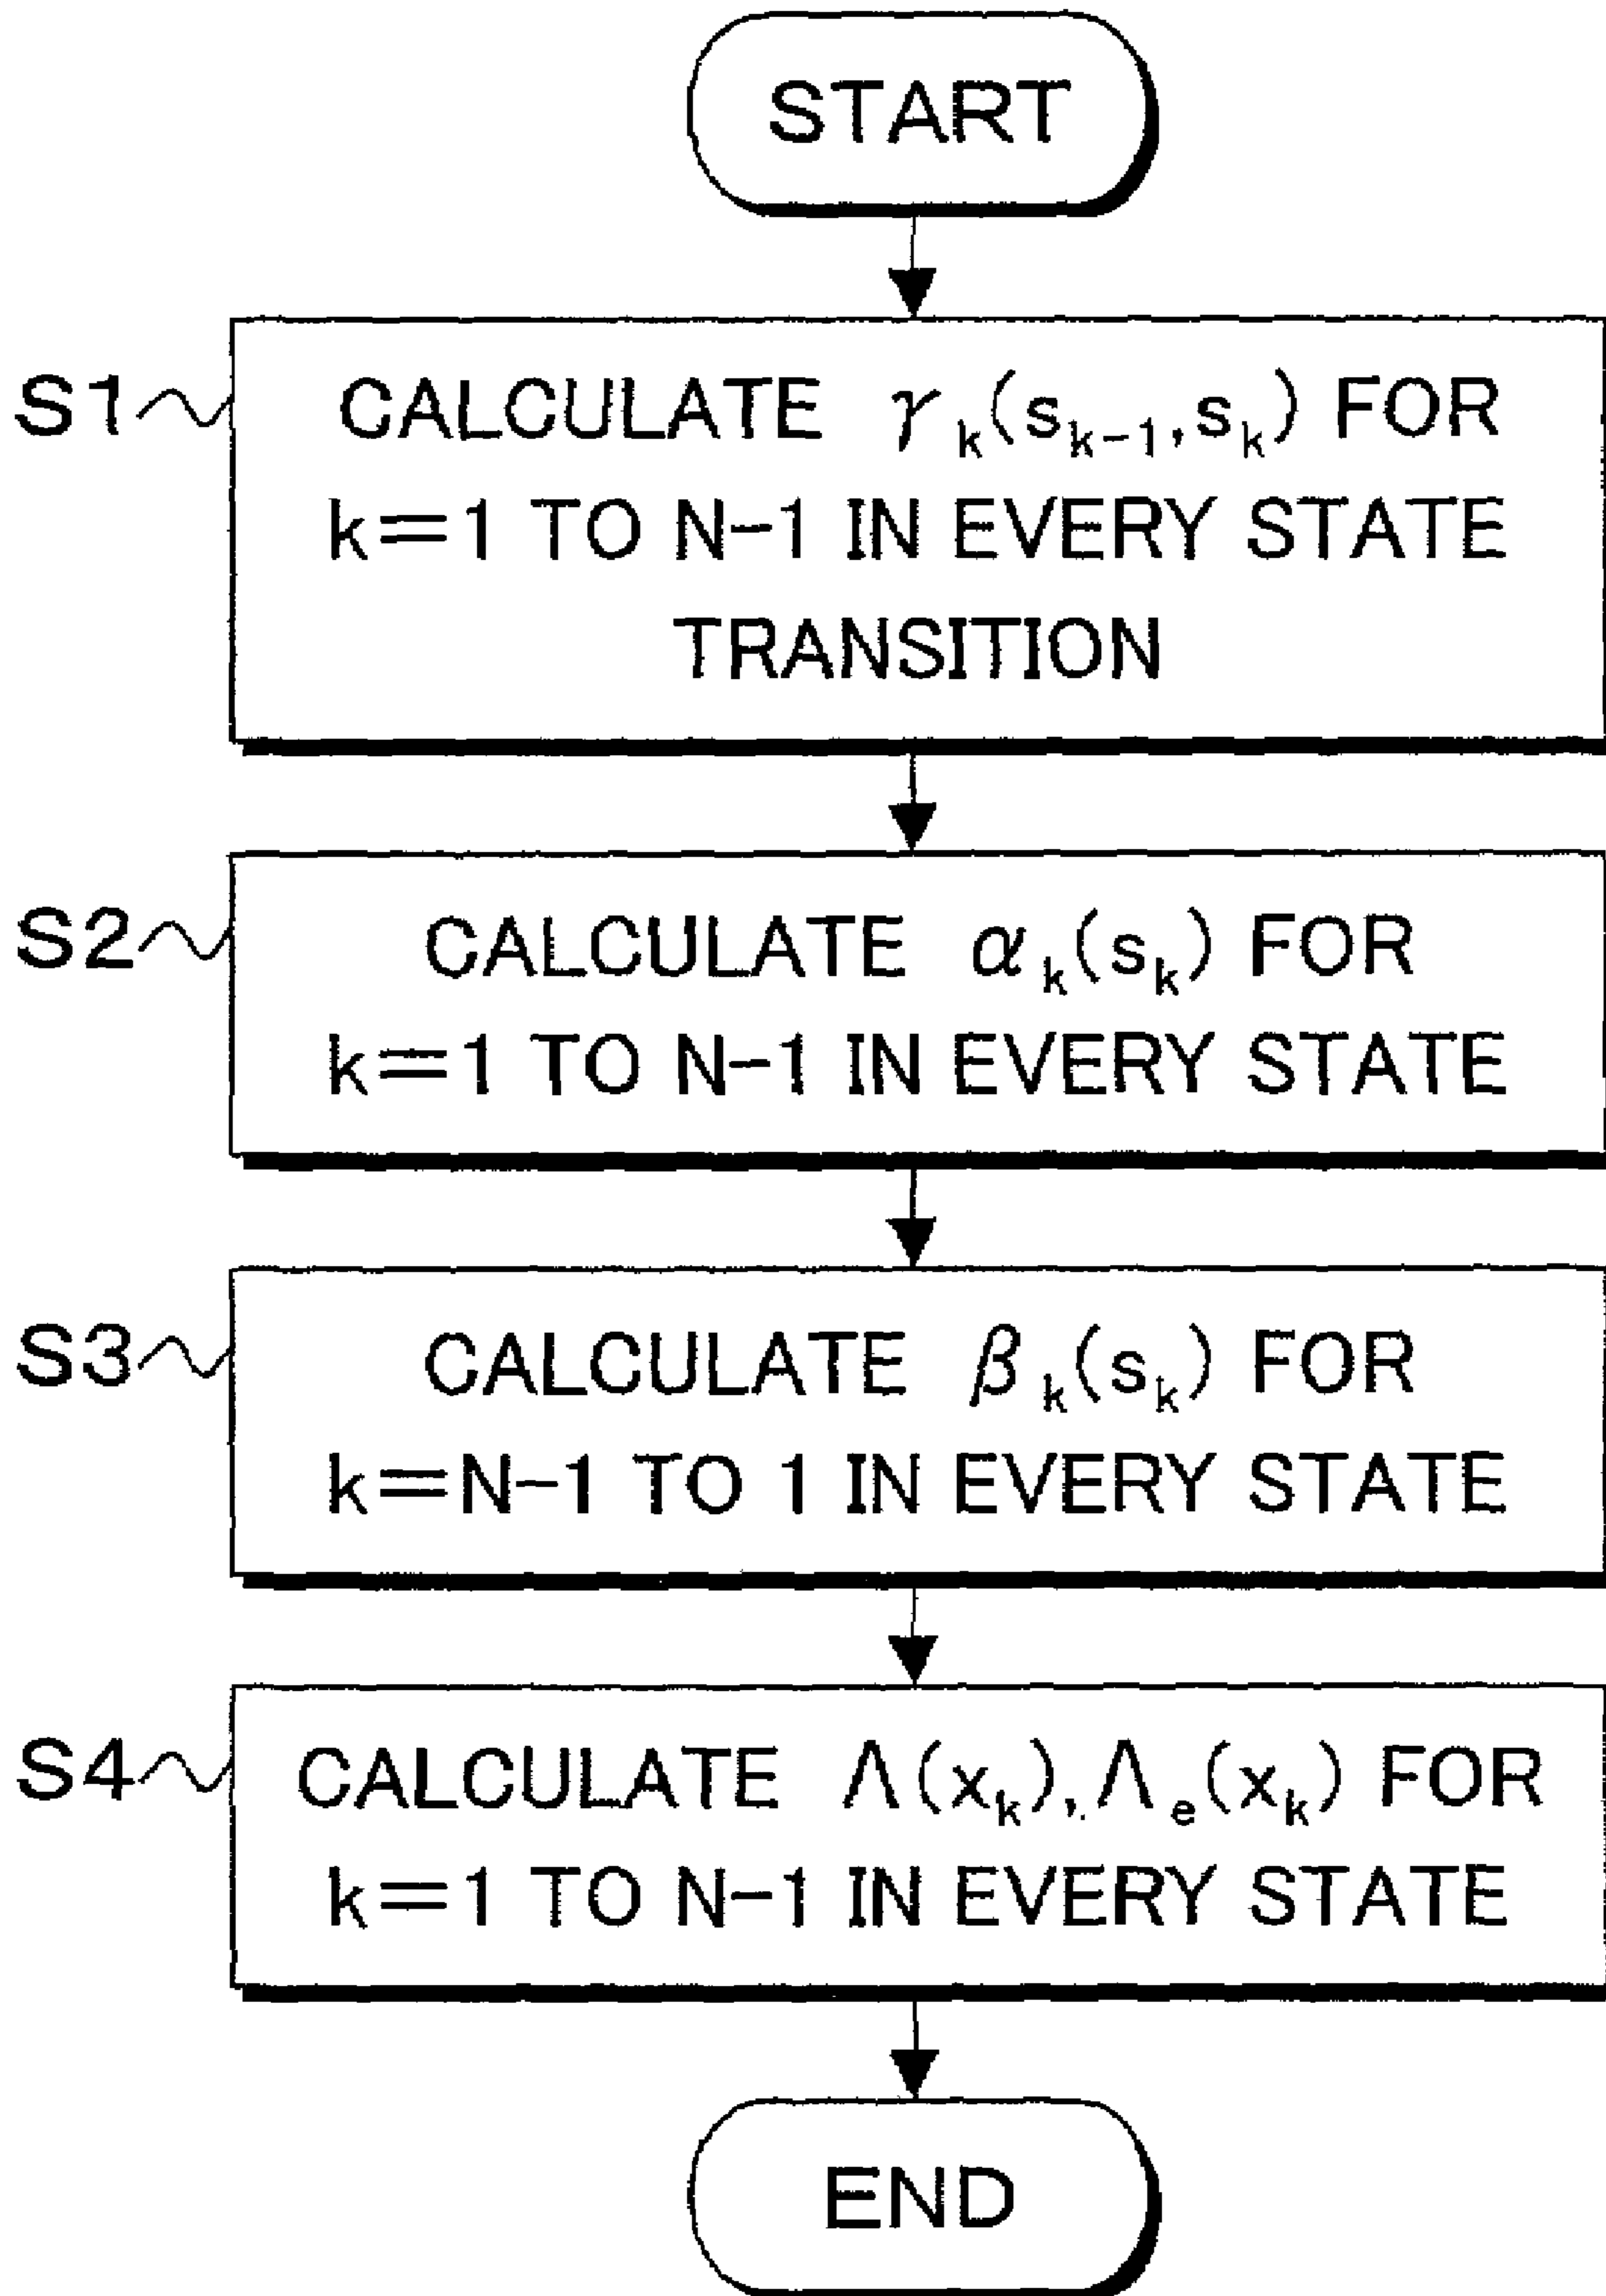 START
S1
CALCULATE γk(sk-1,sk) FOR
k=1 TO N-1 IN EVERY STATE
TRANSITION
S2
CALCULATE αk(sk) FOR
k=1 TO N-1 IN EVERY STATE
S3
CALCULATE βk(sk) FOR
k=N-1 TO 1 IN EVERY STATE
S4
CALCULATE Λ(xk),Λe(xk) FOR
k=1 TO N-1 IN EVERY STATE
END